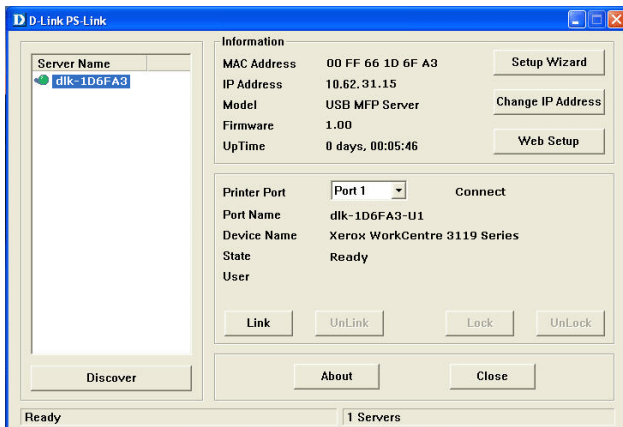 D D-Link PS-Link
Server Name
dlk-1D6FA3
Discover
Information
MAC Address 00 FF 66 1D 6F A3
IP Address 10.62.31.15
Model USB MFP Server
Firmware 1.00
UpTime 0 days, 00:05:46
Setup Wizard
Change IP Address
Web Setup
Printer Port Port 1 Connect
Port Name dlk-1D6FA3-U1
Device Name Xerox WorkCentre 3119 Series
State Ready
User
Link UnLink Lock UnLock
About Close
Ready 1 Servers